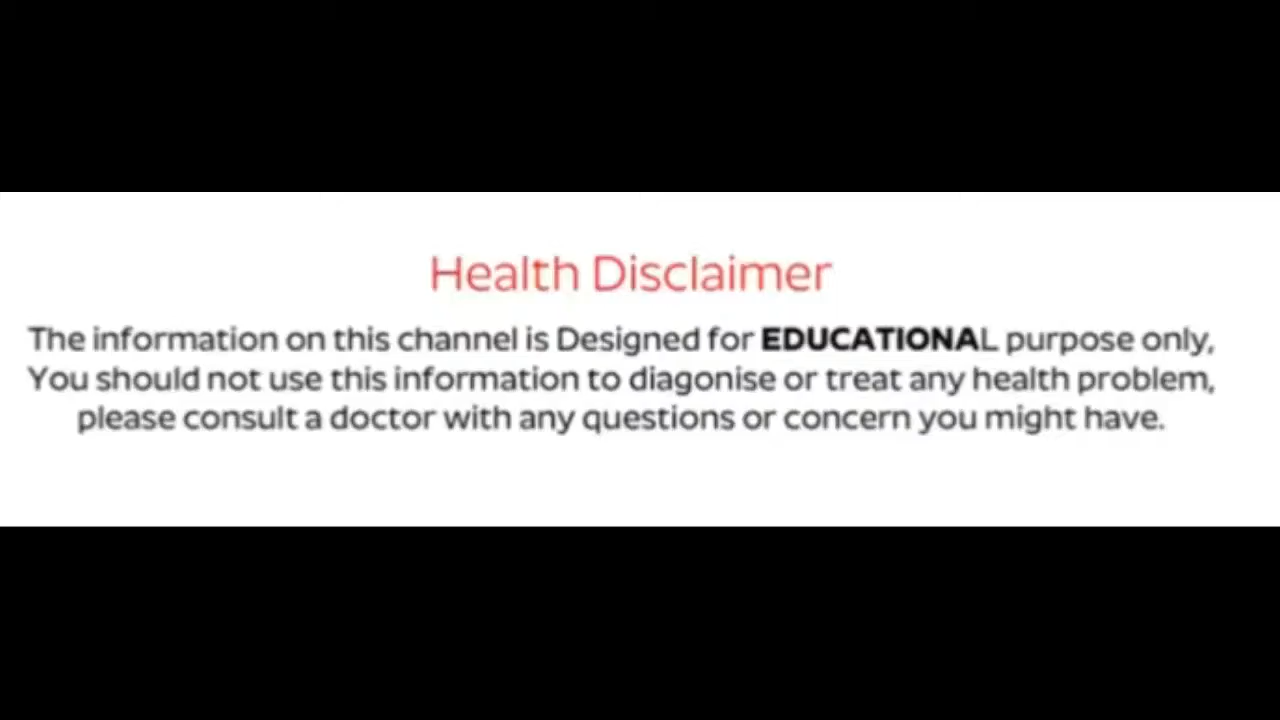 Health Disclaimer
The information on this channel is Designed for EDUCATIONAL purpose only,
You should not use this information to diagonise or treat any health problem,
please consult a doctor with any questions or concern you might have.